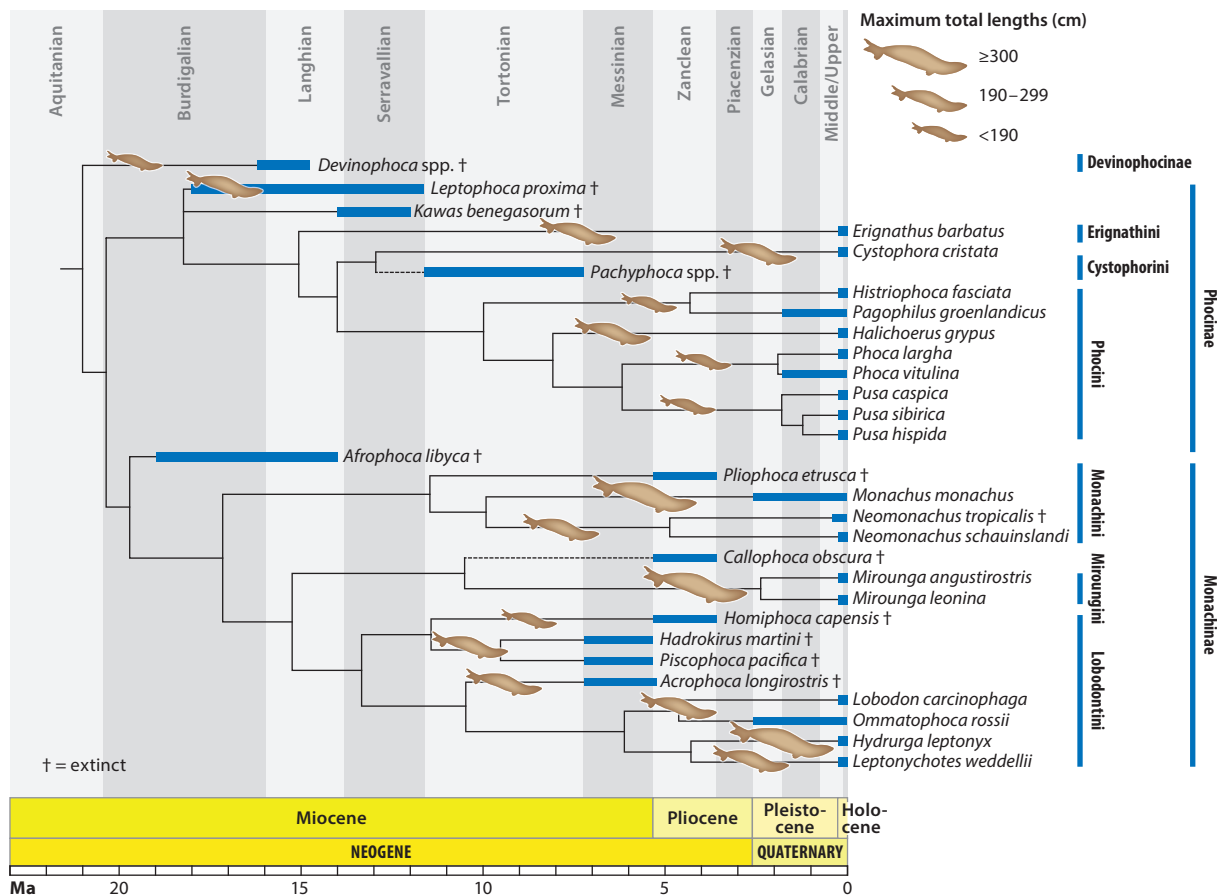 Aquitanian
Burdigalian
Langhian
Serravallian
Tortonian
Messinian
Zanclean
Piacenzian
Gelasian
Calabrian
Middle/Upper
Maximum total lengths (cm)
≥300
190–299
<190
Devinophoca spp. †
Leptophoca proxima †
Kawas benegasorum †
Erignathus barbatus
Cystophora cristata
Pachyphoca spp. †
Histriophoca fasciata
Pagophilus groenlandicus
Halichoerus grypus
Phoca largha
Phoca vitulina
Pusa caspica
Pusa sibirica
Pusa hispida
Afrophoca libyca †
Pliophoca etrusca †
Monachus monachus
Neomonachus tropicalis †
Neomonachus schauinslandi
Callophoca obscura †
Mirounga angustirostris
Mirounga leonina
Homiphoca capensis †
Hadrokirus martini †
Piscophoca pacifica †
Acrophoca longirostris †
Lobodon carcinophaga
Ommatophoca rossii
Hydrurga leptonyx
Leptonychotes weddellii
Devinophocinae
Erignathini
Cystophorini
Phocini
Phocinae
Monachini
Miroungini
Lobodontini
Monachinae
† = extinct
Miocene
Pliocene
Pleisto-
cene
Holo-
cene
NEOGENE
QUATERNARY
Ma
20
15
10
5
0